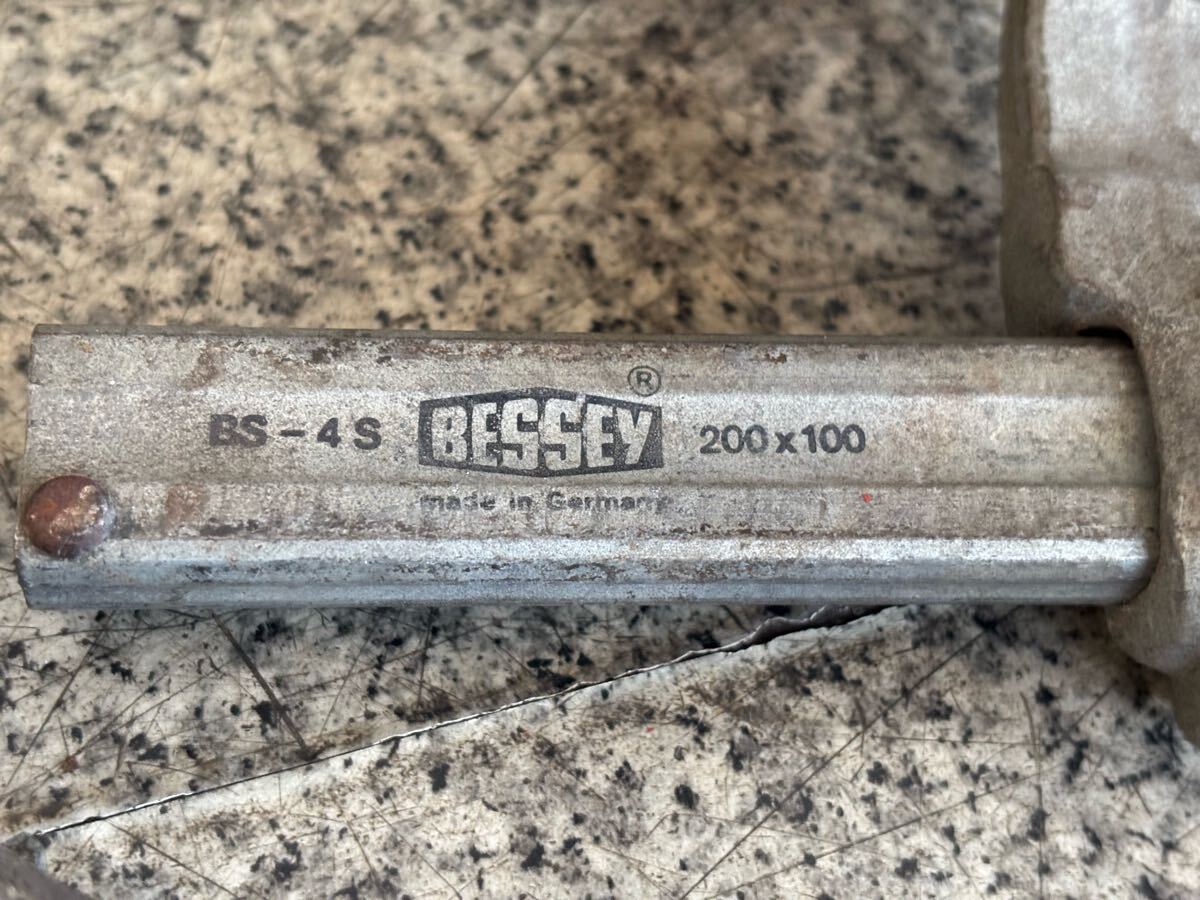 BS-4S BESSEY ® 200x100
made in Germany